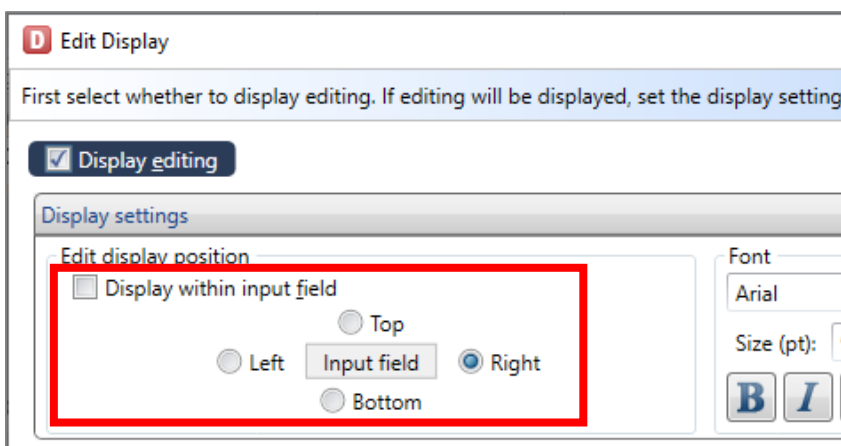 D Edit Display
First select whether to display editing. If editing will be displayed, set the display setting
Display editing
Display settings
Edit display position
Display within input field
Top
Left Input field Right
Bottom
Font
Arial
Size (pt):
B I